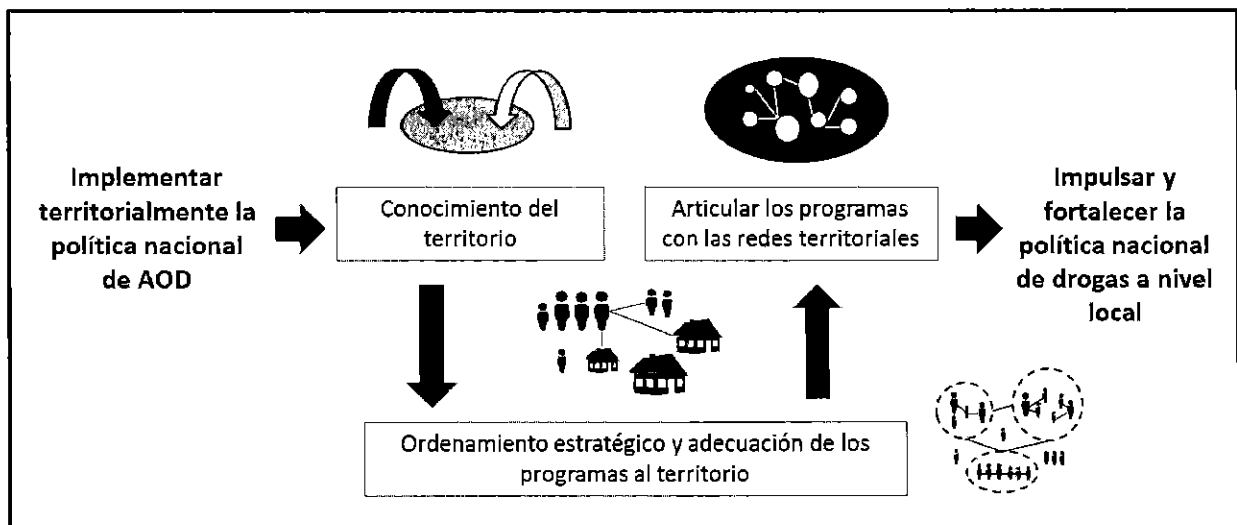 Implementar
territorialmente la
política nacional
de AOD
Conocimiento del
territorio
Articular los programas
con las redes territoriales
Impulsar y
fortalecer la
política nacional
de drogas a nivel
local
Ordenamiento estratégico y adecuación de los
programas al territorio